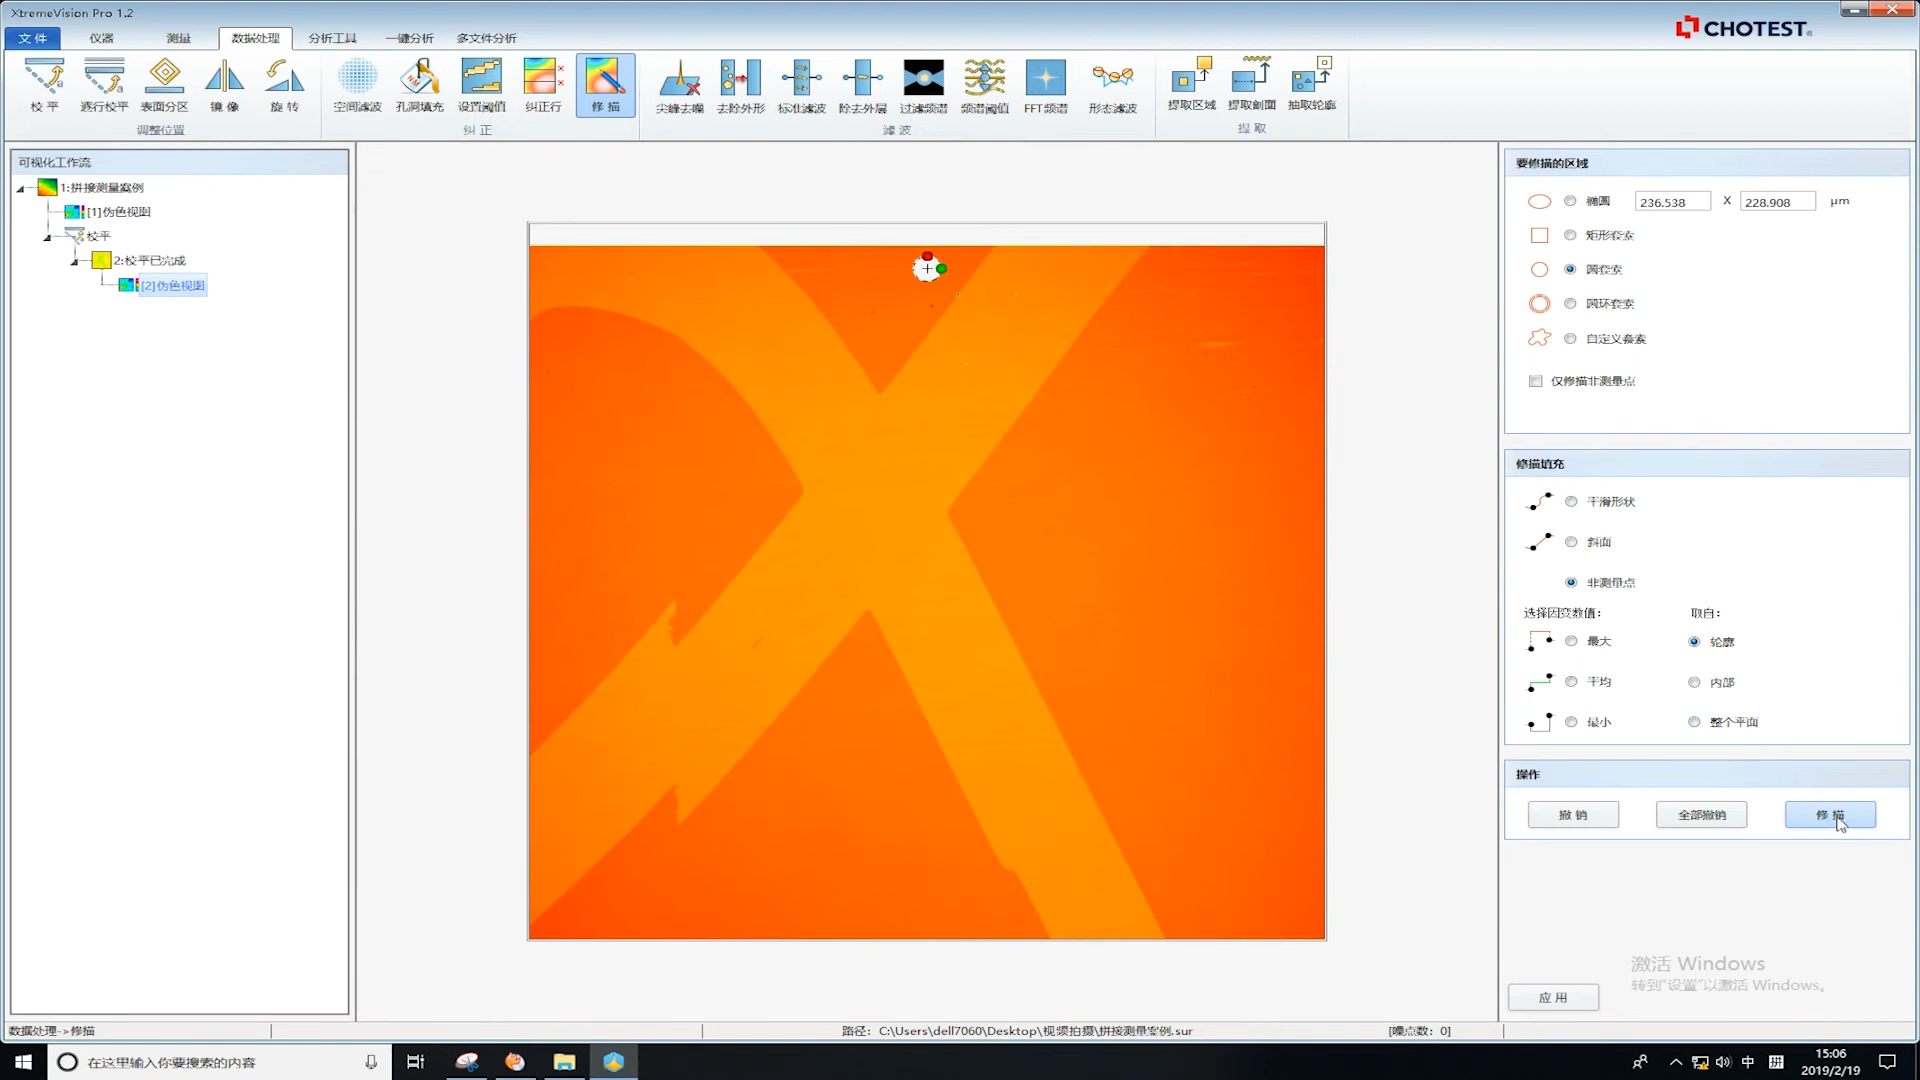 XtremeVision Pro 1.2
CHOTEST
文件 仪器 测量 数据处理 分析工具 一键分析 多文件分析
校平 逐行校平 表面分区 镜像 旋转 空间滤波 孔洞填充 设置阈值 纠正行 修描 尖峰去噪 去除外形 标准滤波 除去外层 过滤频谱 频谱阈值 FFT频谱 形态滤波 提取区域 提取剖面 抽取轮廓
调整位置 纠正 滤波 提取
可视化工作流
1:拼接测量案例
[1]伪色视图
校平
2:校平已完成
[2]伪色视图
要修描的区域
椭圆 236.538 X 228.908 μm
矩形套索
圆套索
圆环套索
自定义套索
仅修描非测量点
修描填充
平滑形状
斜面
非测量点
选择因变数值: 取自:
最大 轮廓
平均 内部
最小 整个平面
操作
撤销 全部撤销 修描
激活 Windows
转到"设置"以激活 Windows。
应用
数据处理->修描 路径: C:\Users\dell7060\Desktop\视频拍摄\拼接测量案例.sur [噪点数: 0]
在这里输入你要搜索的内容
中 拼 15:06
2019/2/19